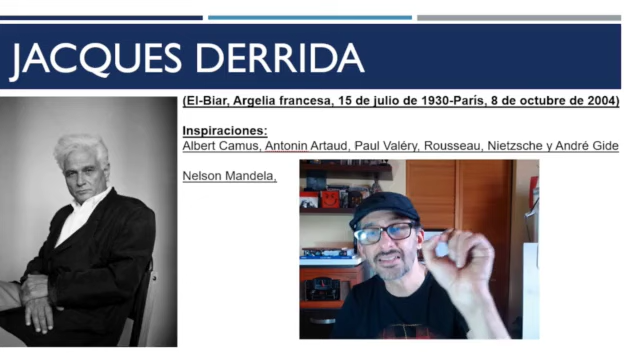 JACQUES DERRIDA
(El-Biar, Argelia francesa, 15 de julio de 1930-París, 8 de octubre de 2004)
Inspiraciones:
Albert Camus, Antonin Artaud, Paul Valéry, Rousseau, Nietzsche y André Gide
Nelson Mandela,